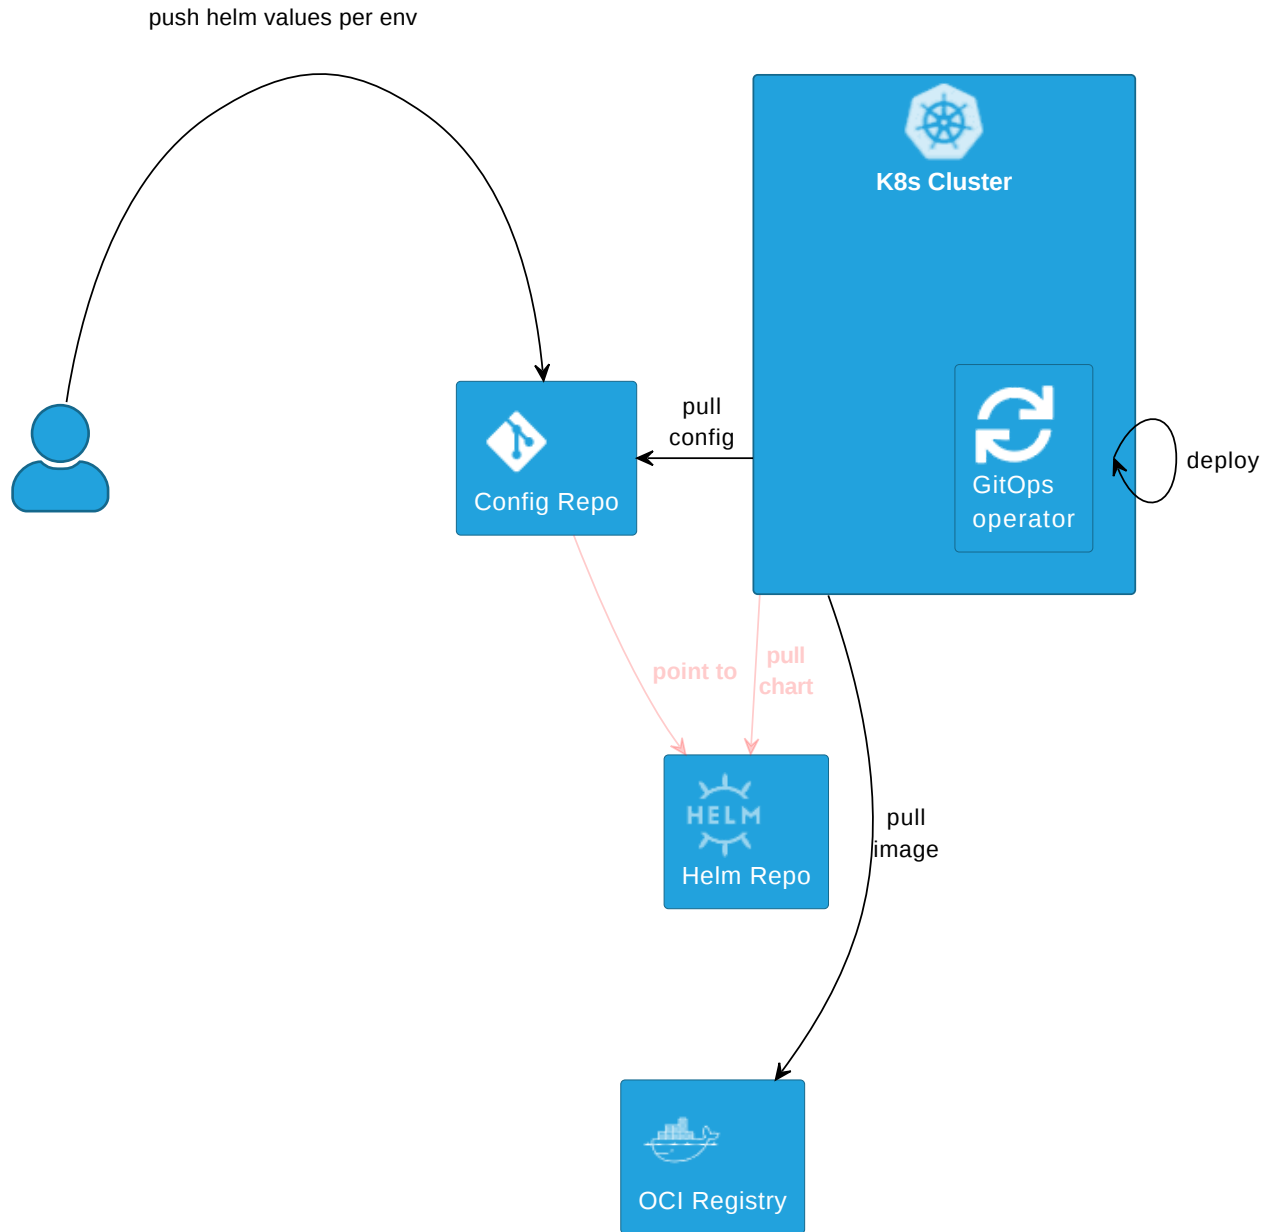 push helm values per env
K8s Cluster
pull
config
Config Repo
GitOps
operator
deploy
point to
pull
chart
HELM
Helm Repo
pull
image
OCI Registry